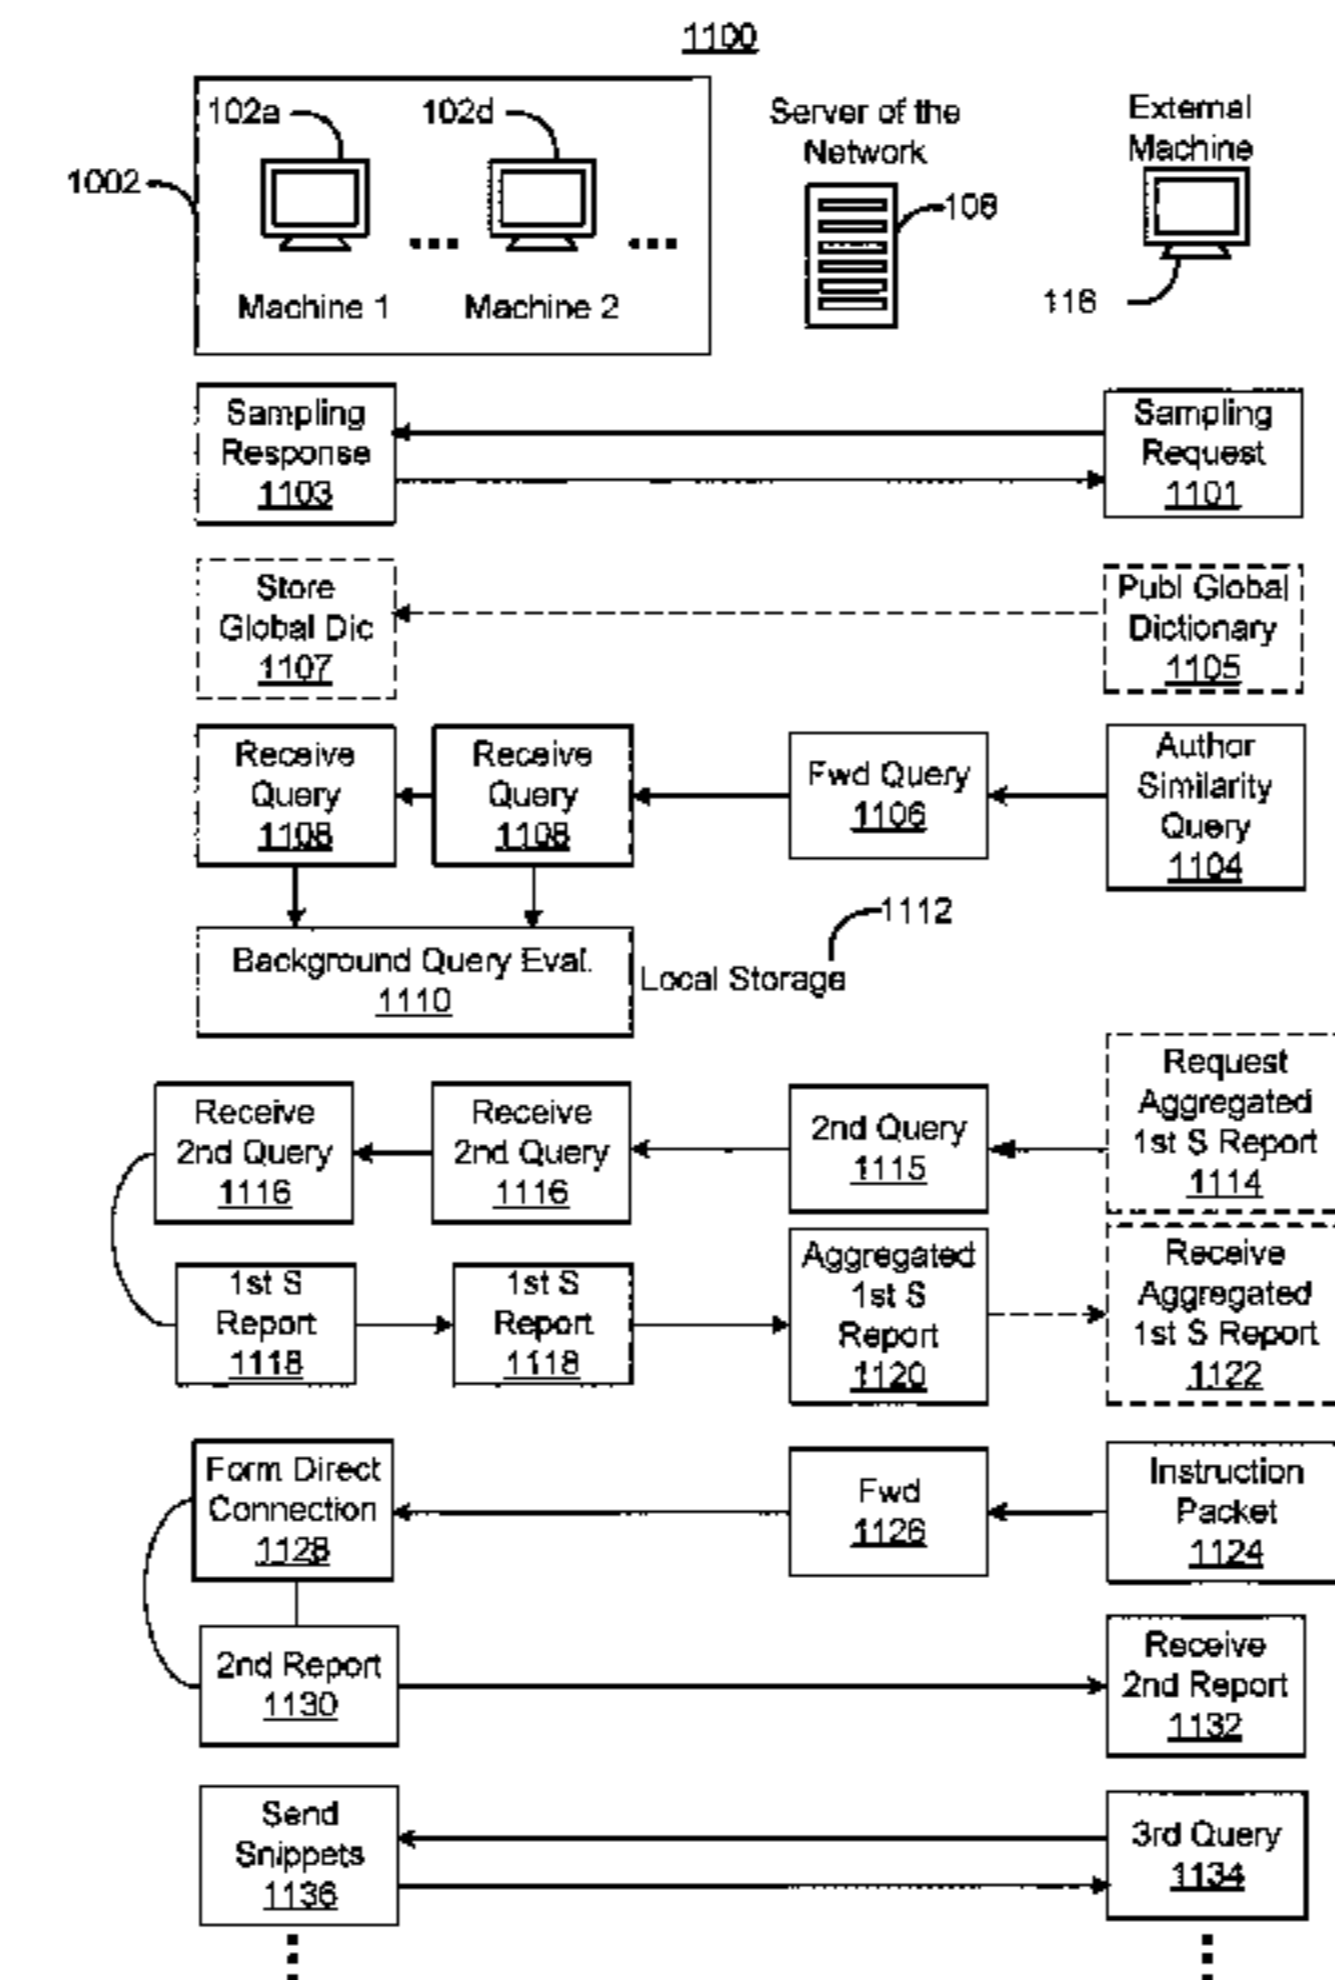 1100
102a
102d
1002
Machine 1
Machine 2
Server of the
Network
108
External
Machine
116
Sampling
Response
1103
Sampling
Request
1101
Store
Global Dic
1107
Publ Global
Dictionary
1105
Receive
Query
1108
Receive
Query
1108
Fwd Query
1106
Author
Similarity
Query
1104
Background Query Eval.
1110
Local Storage
1112
Receive
2nd Query
1116
Receive
2nd Query
1116
2nd Query
1115
Request
Aggregated
1st S Report
1114
1st S
Report
1118
1st S
Report
1118
Aggregated
1st S
Report
1120
Receive
Aggregated
1st S Report
1122
Form Direct
Connection
1128
Fwd
1126
Instruction
Packet
1124
2nd Report
1130
Receive
2nd Report
1132
Send
Snippets
1136
3rd Query
1134